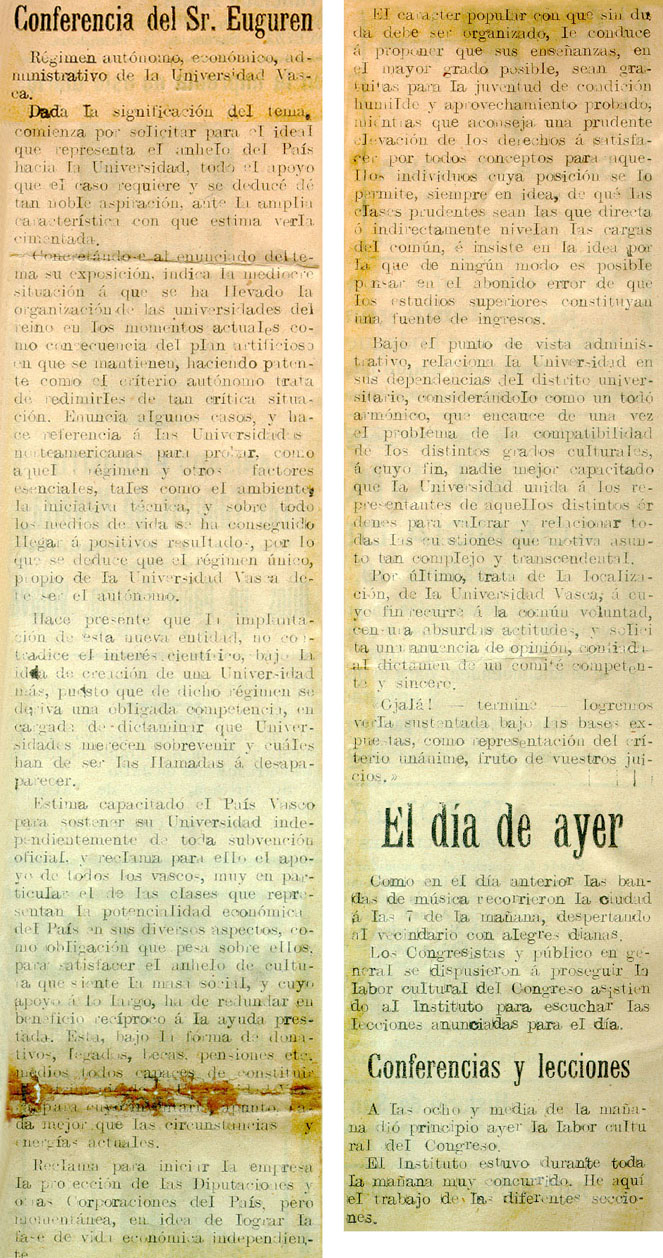 Conferencia del Sr. Euguren
Régimen autónomo, económico, ad-
ministrativo de la Universidad Vas-
ca.
Dada la significación del tema,
comienza por solicitar para el ideal
que representa el anhelo del País
hacia la Universidad, todo el apoyo
que el caso requiere y se deducé dé
tan noble aspiración, ante la amplia
característica con que estima verla
cimentada.
Concretándose al enunciado del te-
ma su exposición, indica la mediocre
situación á que se ha llevado la
organización de las universidades del
reino en los momentos actuales co-
mo consecuencia del plan artificioso
en que se mantienen, haciendo paten-
te como el criterio autónomo trata
de redimirles de tan crítica situa-
ción. Enuncia algunos casos, y ha-
ce referencia á las Universidades
norteamericanas para probar, como
aquel régimen y otros factores
esenciales, tales como el ambiente,
la iniciativa técnica, y sobre todo
los medios de vida se ha conseguido
llegar á positivos resultados, por lo
que se deduce que el régimen único,
propio de la Universidad Vasca de-
be ser el autónomo.
Hace presente que la implanta-
ción de esta nueva entidad, no con-
tradice el interés científico, bajo la
idea de creación de una Universidad
más, puesto que de dicho régimen se
deriva una obligada competencia, en
cargada de dictaminar que Univer-
sidades merecen sobrevenir y cuáles
han de ser las llamadas á desapa-
parecer.
Estima capacitado el País Vasco
para sostener su Universidad inde-
pendientemente de toda subvención
oficial, y reclama para ello el apo-
yo de todos los vascos, muy en par-
ticular el de las clases que repre-
sentan la potencialidad económica
del País en sus diversos aspectos, co-
mo obligación que pesa sobre ellos,
para satisfacer el anhelo de cultu-
ra que siente la masa social, y cuyo
apoyo á lo largo, ha de redundar en
beneficio recíproco á la ayuda pres-
tada. Esta, bajo la forma de dona-
tivos, legados, becas, pensiones etc.
medios todos capaces de constituir
para cuyo
da mejor que las circunstancias y
energías actuales.
Reclama para iniciar la empresa
la protección de las Diputaciones y
otras Corporaciones del País, pero
momentánea, en idea de lograr la
fase de vida económica independien-
te
El caracter popular con que sin du
da debe ser organizado, le conduce
á proponer que sus enseñanzas, en
el mayor grado posible, sean gra-
tuitas para la juventud de condición
humilde y aprovechamiento probado,
mientras que aconseja una prudente
elevación de los derechos á satisfa-
cer por todos conceptos para aque-
llos individuos cuya posición se lo
permite, siempre en idea, de qué las
clases prudentes sean las que directa
ó indirectamente nivelan las cargas
del común, é insiste en la idea por
la que de ningún modo es posible
pensar en el abonido error de que
los estudios superiores constituyan
una fuente de ingresos.
Bajo el punto de vista adminis-
trativo, relaciona la Universidad en
sus dependencias del distrito univer-
sitario, considerándolo como un todó
armónico, que encauce de una vez
el problema de la compatibilidad
de los distintos grados culturales,
á cuyo fin, nadie mejor capacitado
que la Universidad unida á los re-
presentantes de aquellos distintos ór
denes para valorar y relacionar to-
das las cuestiones que motiva asun-
to tan complejo y transcendental.
Por último, trata de la localiza-
ción, de la Universidad Vasca, á cu-
yo fin recurre á la común voluntad,
censura absurdas actitudes, y solici
ta una anuencia de opinión, confiada
al dictamen de un comité competen-
te y sincero.
Ojalá! — termine — logremos
verla sustentada bajo las bases ex-
puestas, como representación del cri-
terio unánime, fruto de vuestros jui-
cios.»
El día de ayer
Como en el día anterior las ban-
das de música recorrieron la ciudad
á las 7 de la mañana, despertando
al vecindario con alegres dianas.
Los Congresistas y público en ge-
neral se dispusieron á proseguir la
labor cultural del Congreso asistien
do al Instituto para escuchar las
lecciones anunciadas para el día.
Conferencias y lecciones
A las ocho y media de la maña-
na dió principio ayer la labor cultu
ral del Congreso.
El Instituto estuvo durante toda
la mañana muy concurrido. He aquí
el trabajo de las diferentes seccio-
nes.